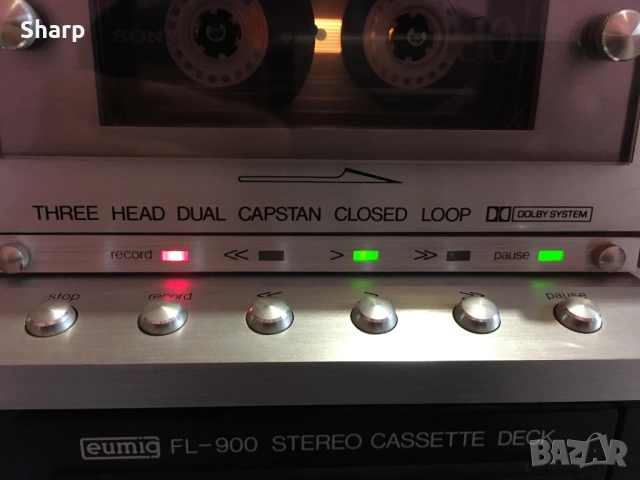 Sharp
SONY
THREE HEAD DUAL CAPSTAN CLOSED LOOP DOLBY SYSTEM
record << > >> pause
stop record << > >> pause
eumig FL-900 STEREO CASSETTE DECK
BAZAR